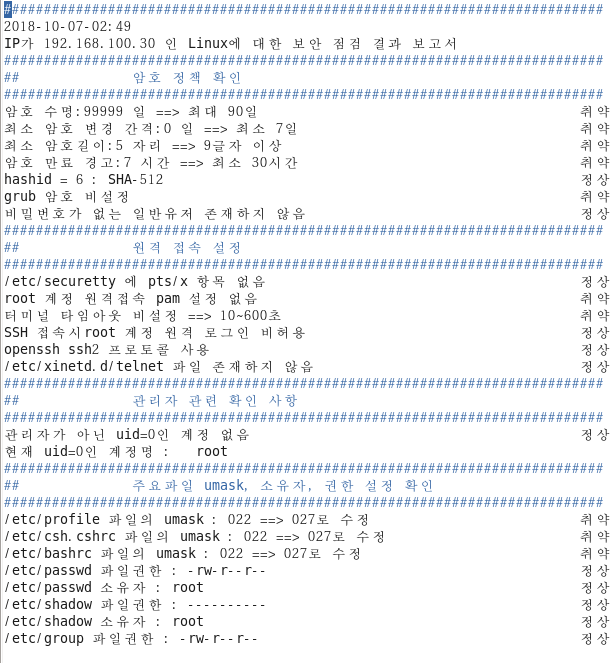 ############################################################################
2018-10-07-02:49
IP가 192.168.100.30 인 Linux에 대한 보안 점검 결과 보고서
############################################################################
## 암호 정책 확인
############################################################################
암호 수명:99999 일 ==> 최대 90일 취약
최소 암호 변경 간격:0 일 ==> 최소 7일 취약
최소 암호길이:5 자리 ==> 9글자 이상 취약
암호 만료 경고:7 시간 ==> 최소 30시간 취약
hashid = 6 : SHA-512 정상
grub 암호 비설정 취약
비밀번호가 없는 일반유저 존재하지 않음 정상
############################################################################
## 원격 접속 설정
############################################################################
/etc/securetty 에 pts/x 항목 없음 정상
root 계정 원격접속 pam 설정 없음 취약
터미널 타임아웃 비설정 ==> 10~600초 취약
SSH 접속시root 계정 원격 로그인 비허용 정상
openssh ssh2 프로토콜 사용 정상
/etc/xinetd.d/telnet 파일 존재하지 않음 정상
############################################################################
## 관리자 관련 확인 사항
############################################################################
관리자가 아닌 uid=0인 계정 없음 정상
현재 uid=0인 계정명 : root
############################################################################
## 주요파일 umask, 소유자, 권한 설정 확인
############################################################################
/etc/profile 파일의 umask : 022 ==> 027로 수정 취약
/etc/csh.cshrc 파일의 umask : 022 ==> 027로 수정 취약
/etc/bashrc 파일의 umask : 022 ==> 027로 수정 취약
/etc/passwd 파일권한 : -rw-r--r-- 정상
/etc/passwd 소유자 : root 정상
/etc/shadow 파일권한 : ---------- 정상
/etc/shadow 소유자 : root 정상
/etc/group 파일권한 : -rw-r--r-- 정상